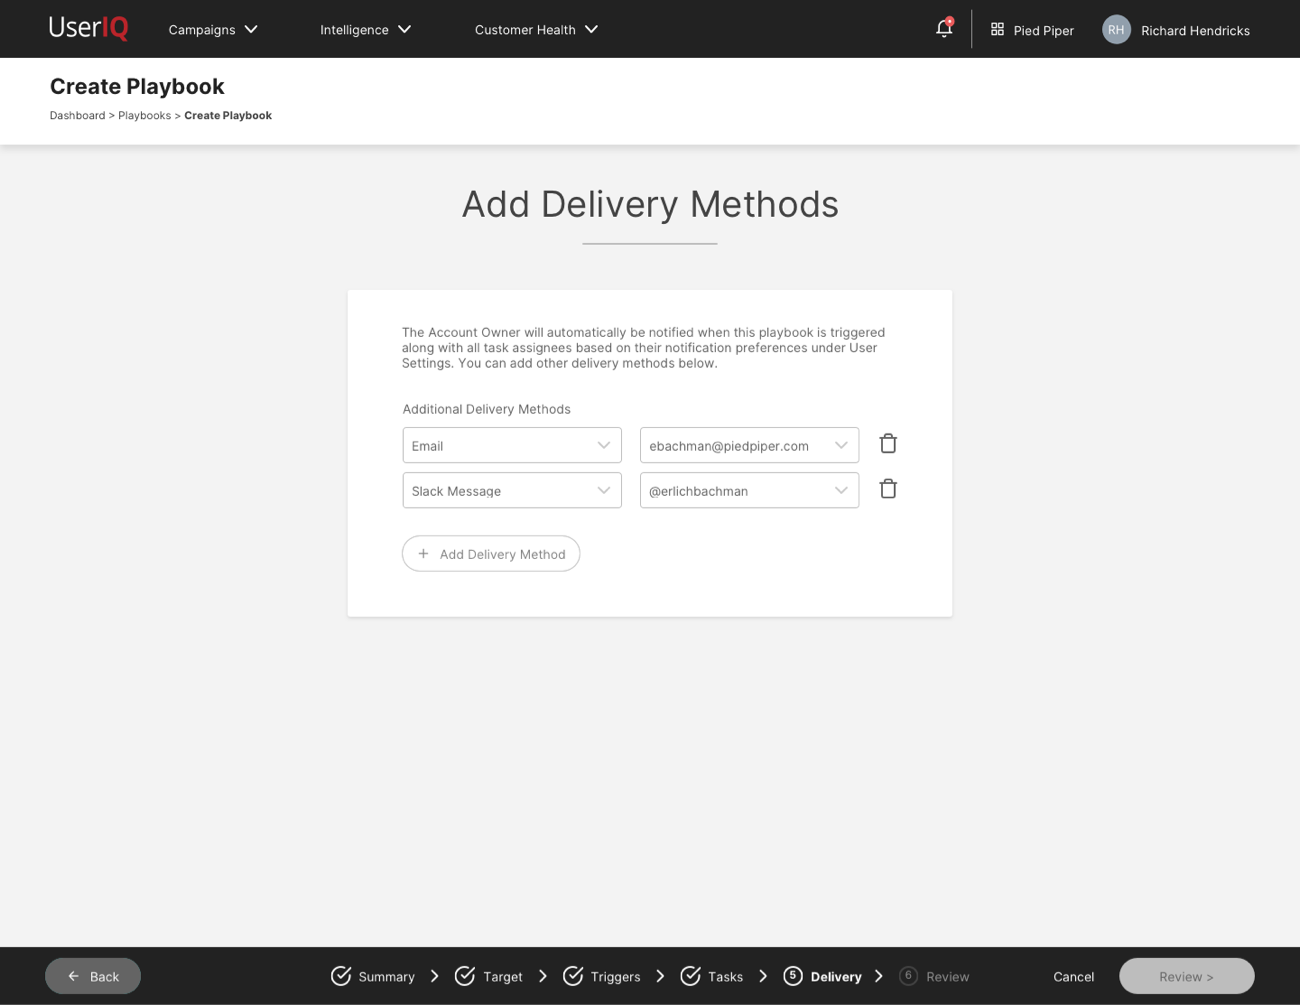 UserIQ
Campaigns
Intelligence
Customer Health
Pied Piper
RH
Richard Hendricks
Create Playbook
Dashboard > Playbooks > Create Playbook
Add Delivery Methods
The Account Owner will automatically be notified when this playbook is triggered
along with all task assignees based on their notification preferences under User
Settings. You can add other delivery methods below.
Additional Delivery Methods
Email
ebachman@piedpiper.com
Slack Message
@erlichbachman
+ Add Delivery Method
← Back
Summary
Target
Triggers
Tasks
5 Delivery
6 Review
Cancel
Review >